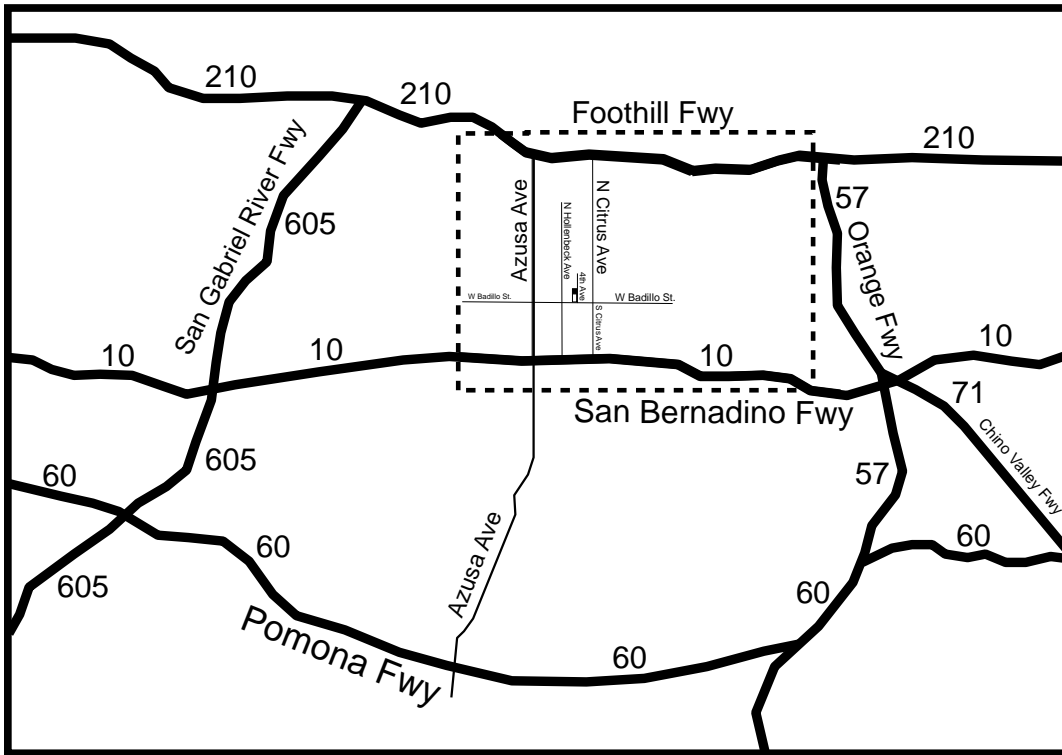 210
210
Foothill Fwy
210
San Gabriel River Fwy
605
Azusa Ave
N Hollenbeck Ave
N Citrus Ave
4th Ave
57
Orange Fwy
W Badillo St.
W Badillo St.
S Citrus Ave
10
10
10
10
San Bernadino Fwy
71
Chino Valley Fwy
605
60
57
60
605
60
Azusa Ave
60
Pomona Fwy
60